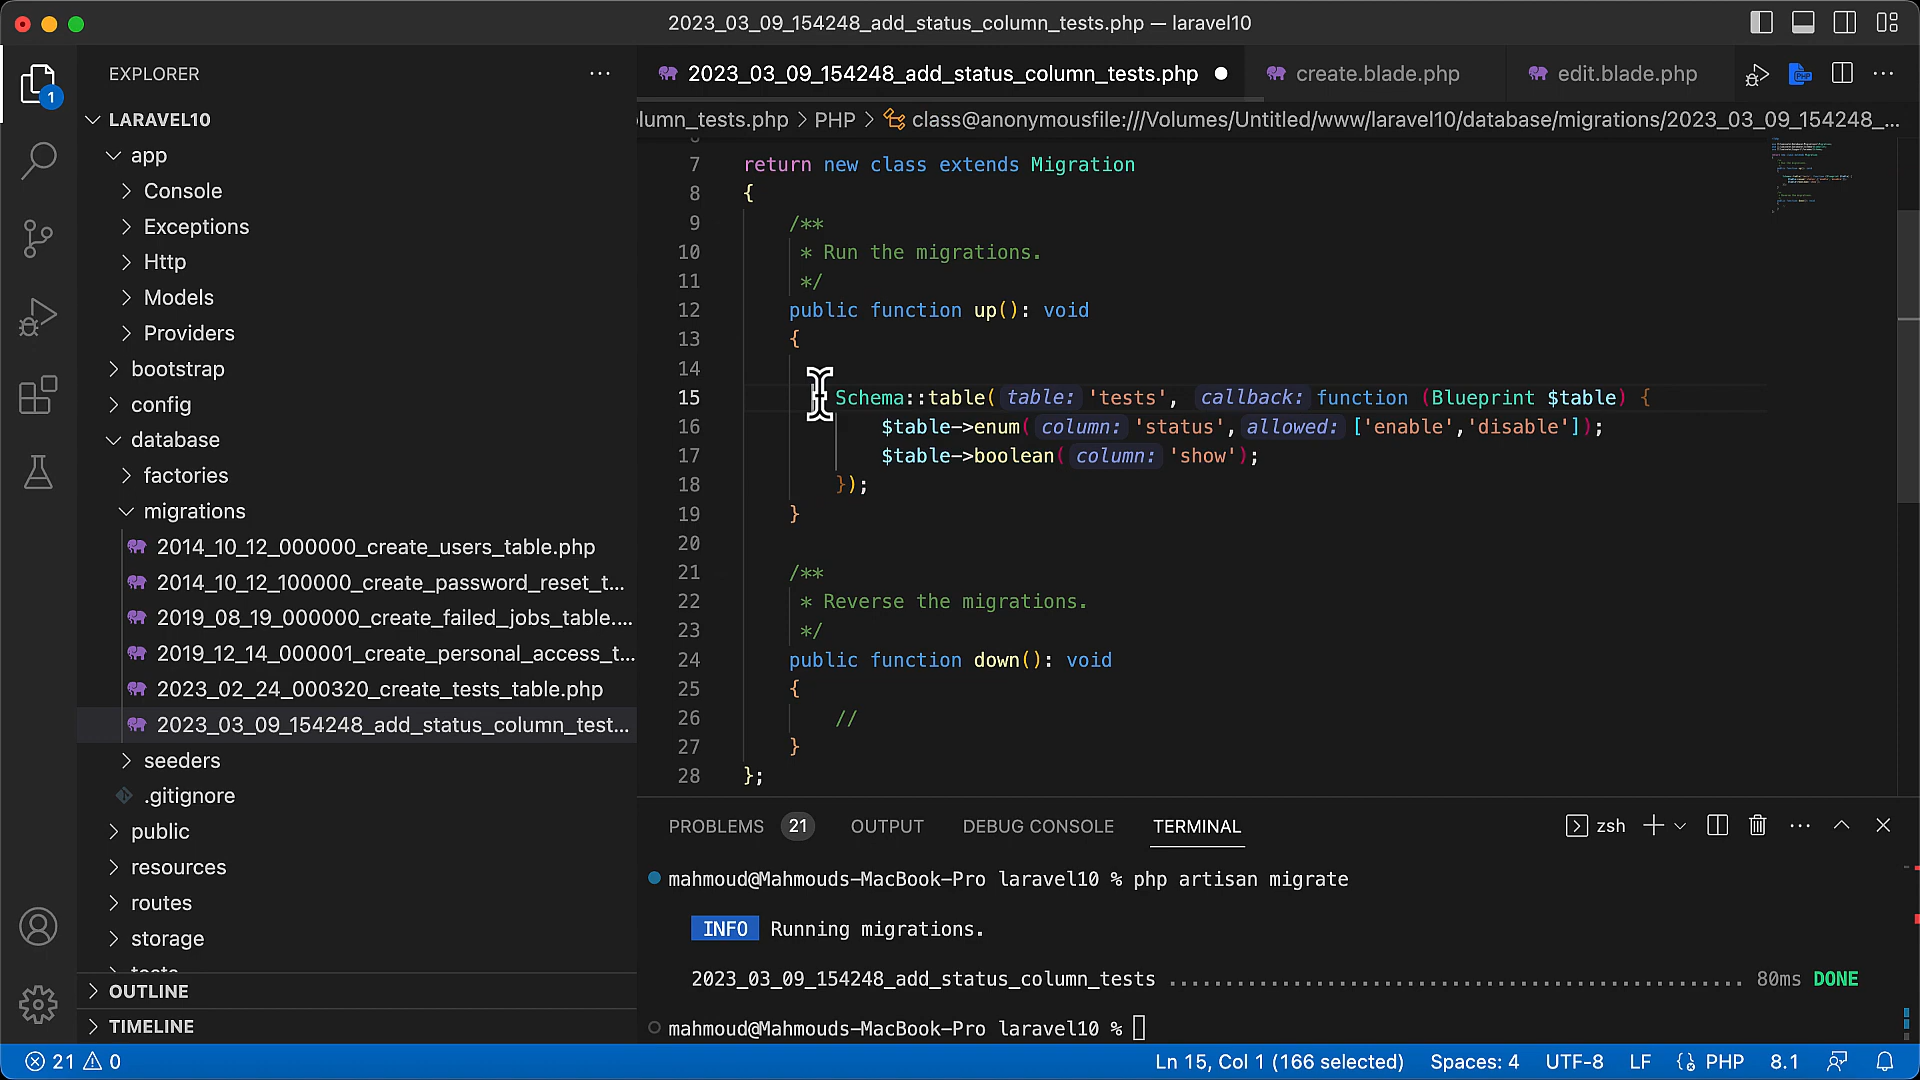 2023_03_09_154248_add_status_column_tests.php — laravel10
EXPLORER
1
LARAVEL10
app
Console
Exceptions
Http
Models
Providers
bootstrap
config
database
factories
migrations
2014_10_12_000000_create_users_table.php
2014_10_12_100000_create_password_reset_t...
2019_08_19_000000_create_failed_jobs_table....
2019_12_14_000001_create_personal_access_t...
2023_02_24_000320_create_tests_table.php
2023_03_09_154248_add_status_column_test...
seeders
.gitignore
public
resources
routes
storage
OUTLINE
TIMELINE
2023_03_09_154248_add_status_column_tests.php
create.blade.php
edit.blade.php
lumn_tests.php > PHP > class@anonymousfile:///Volumes/Untitled/www/laravel10/database/migrations/2023_03_09_154248_...
7 return new class extends Migration
8 {
9 /**
10 * Run the migrations.
11 */
12 public function up(): void
13 {
14
15 Schema::table( table: 'tests', callback: function (Blueprint $table) {
16 $table->enum( column: 'status', allowed: ['enable','disable']);
17 $table->boolean( column: 'show');
18 });
19 }
20
21 /**
22 * Reverse the migrations.
23 */
24 public function down(): void
25 {
26 //
27 }
28 };
PROBLEMS 21 OUTPUT DEBUG CONSOLE TERMINAL zsh
mahmoud@Mahmouds-MacBook-Pro laravel10 % php artisan migrate
INFO Running migrations.
2023_03_09_154248_add_status_column_tests .................................................. 80ms DONE
mahmoud@Mahmouds-MacBook-Pro laravel10 %
21 0 Ln 15, Col 1 (166 selected) Spaces: 4 UTF-8 LF PHP 8.1